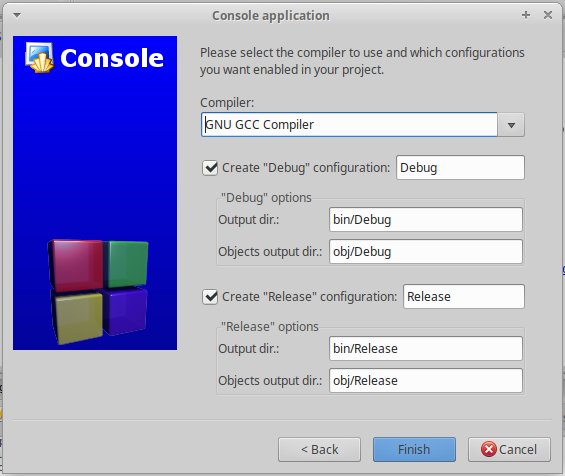 Console application
Console
Please select the compiler to use and which configurations
you want enabled in your project.
Compiler:
GNU GCC Compiler
Create "Debug" configuration: Debug
"Debug" options
Output dir.: bin/Debug
Objects output dir.: obj/Debug
Create "Release" configuration: Release
"Release" options
Output dir.: bin/Release
Objects output dir.: obj/Release
< Back Finish Cancel